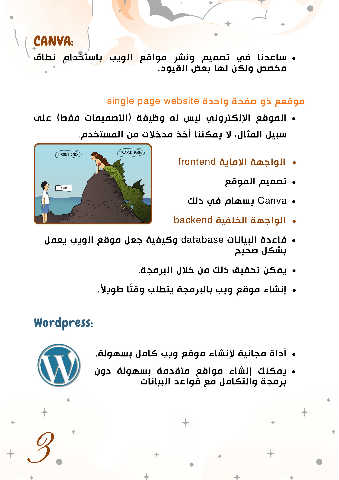 CANVA:
• ساعدنا في تصميم ونشر مواقع الويب باستخدام نطاق
مخصص ولكن لها بعض القيود.
موقعم ذو صفحة واحدة single page website
• الموقع الإلكتروني ليس له وظيفة (التصميمات فقط) على
سبيل المثال، لا يمكننا أخذ مدخلات من المستخدم.
• الواجهة الامامية frontend
• تصميم الموقع
• Canva يسهام في ذلك
• الواجهة الخلفية backend
• قاعدة البيانات database وكيفية جعل موقع الويب يعمل
بشكل صحيح
• يمكن تحقيق ذلك من خلال البرمجة.
• إنشاء موقع ويب بالبرمجة يتطلب وقتًا طويلاً.
Wordpress:
• أداة مجانية لإنشاء موقع ويب كامل بسهولة.
• يمكنك إنشاء مواقع متقدمة بسهولة دون
برمجة والتكامل مع قواعد البيانات
3